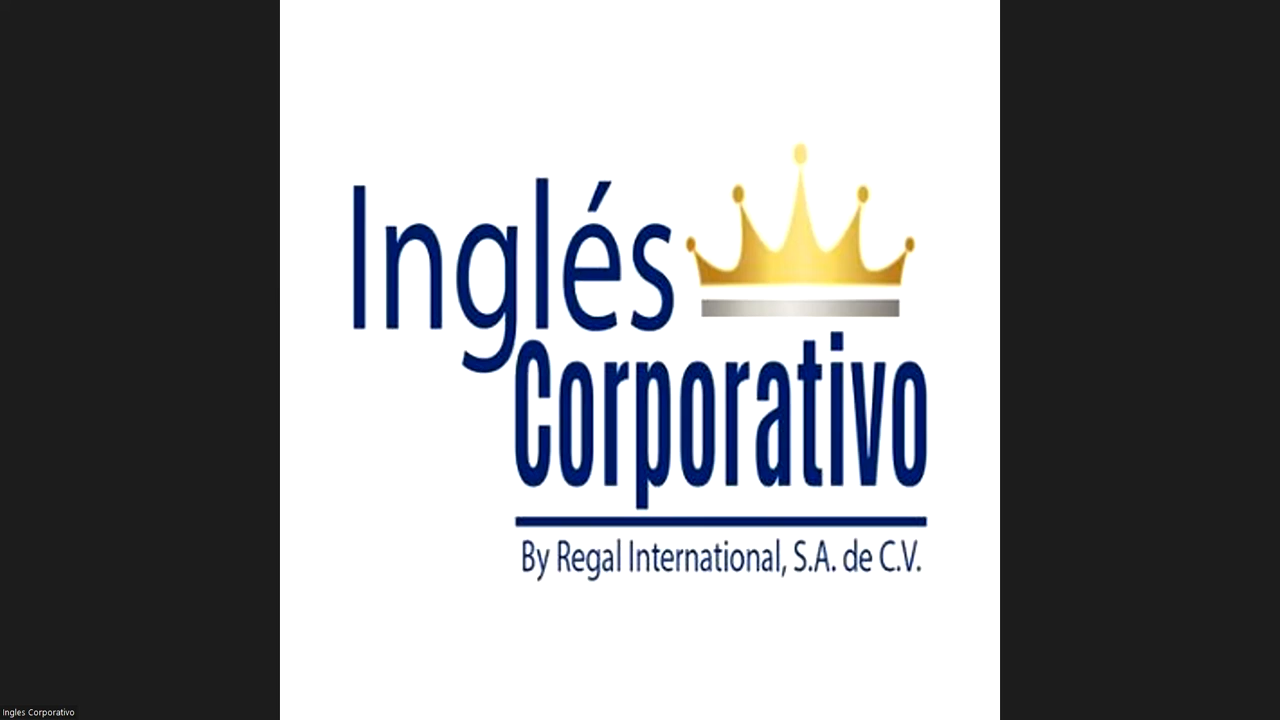 Inglés
Corporativo
By Regal International, S.A. de C.V.
Ingles Corporativo